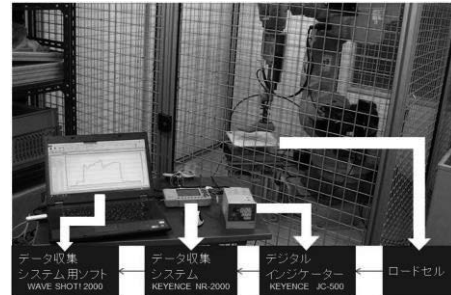 データ収集
システム用ソフト
WAVE SHOT! 2000
データ収集
システム
KEYENCE NR-2000
デジタル
インジケーター
KEYENCE JC-500
ロードセル